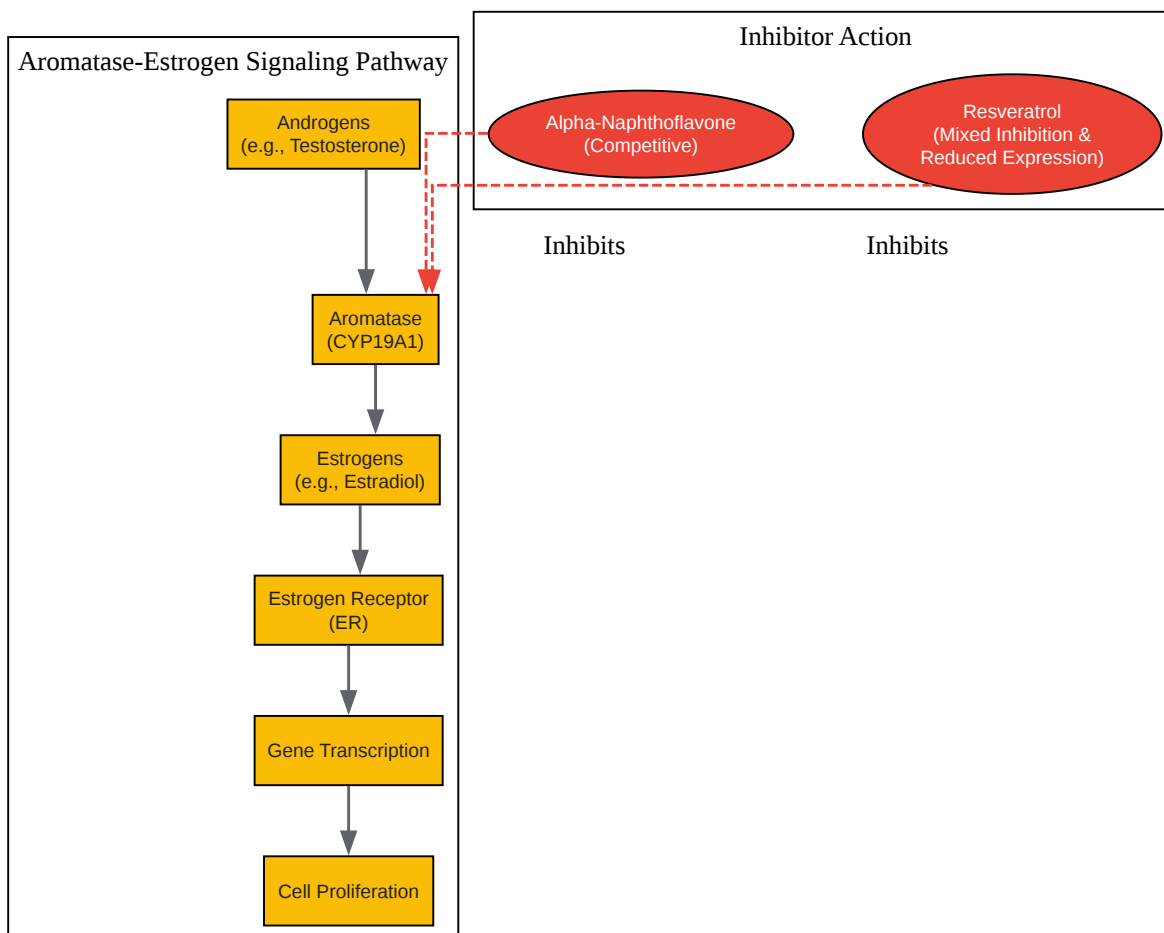 Aromatase-Estrogen Signaling Pathway
Androgens
(e.g., Testosterone)
Aromatase
(CYP19A1)
Estrogens
(e.g., Estradiol)
Estrogen Receptor
(ER)
Gene Transcription
Cell Proliferation
Inhibitor Action
Alpha-Naphthoflavone
(Competitive)
Resveratrol
(Mixed Inhibition &
Reduced Expression)
Inhibits
Inhibits